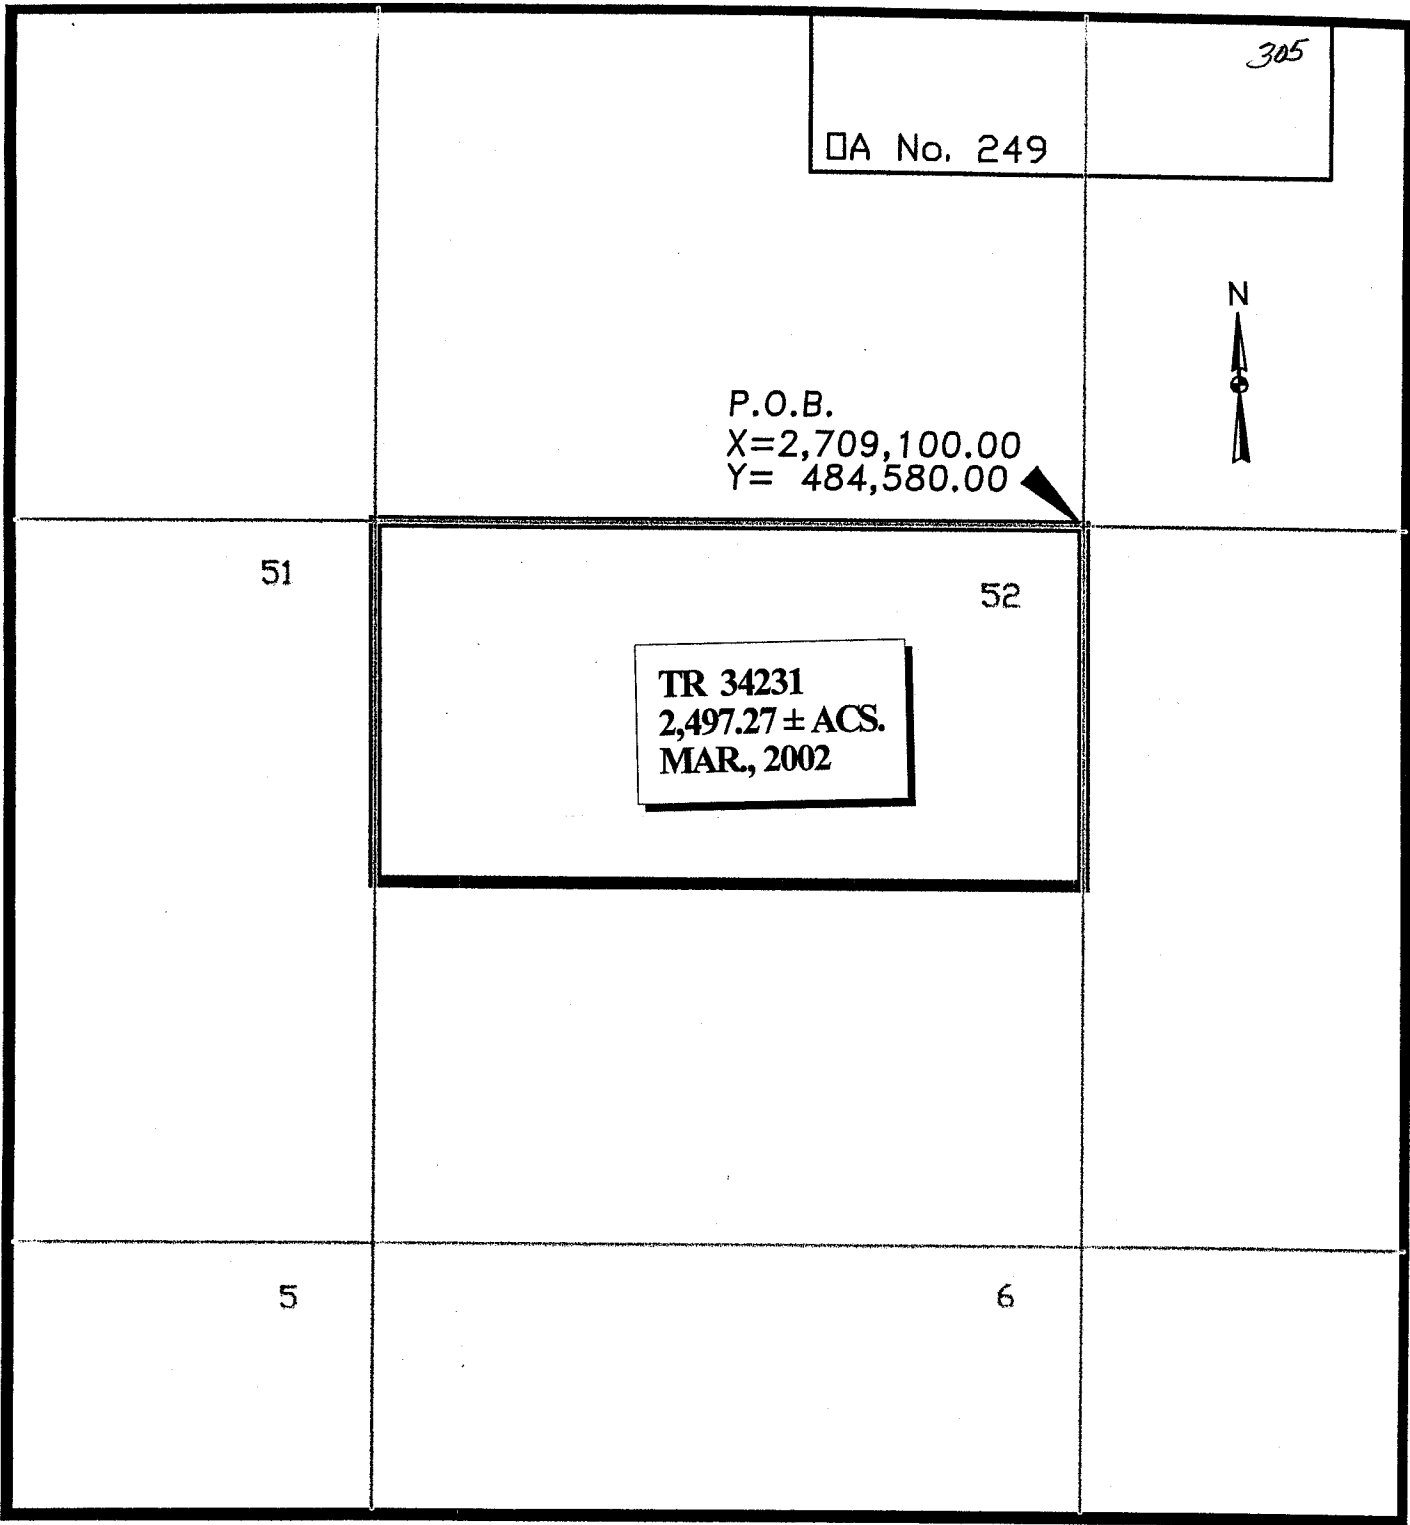 305
OA No. 249
N
P.O.B.
X=2,709,100.00
Y= 484,580.00
51
52
TR 34231
2,497.27 ± ACS.
MAR., 2002
5
6